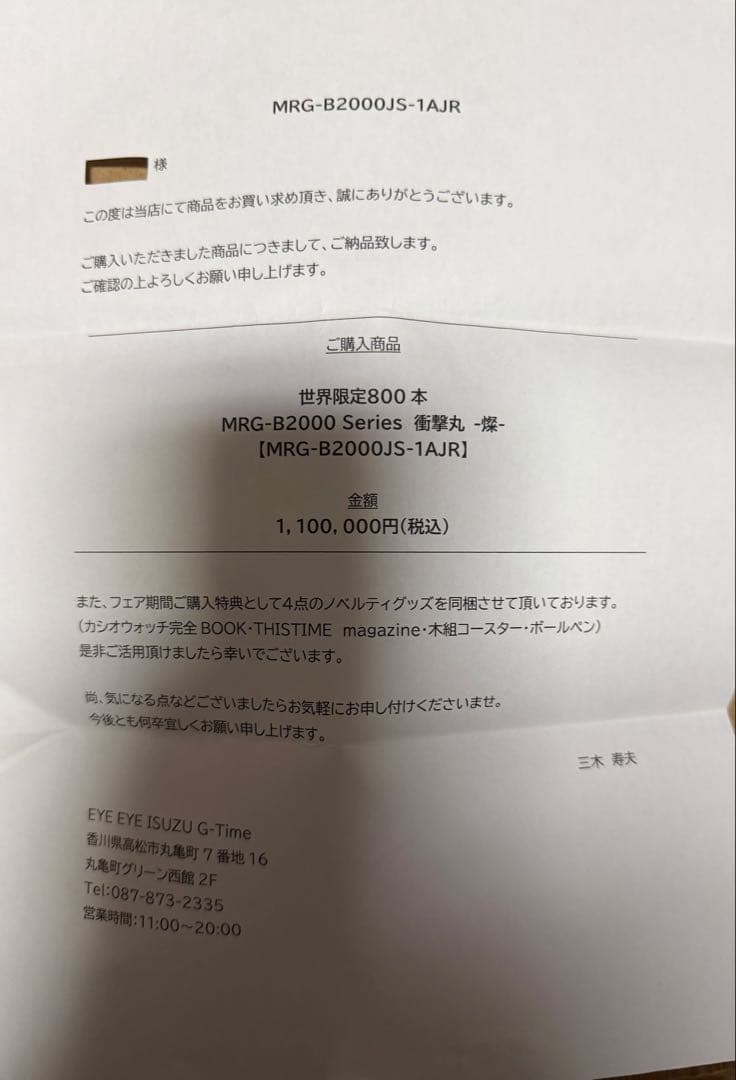 MRG-B2000JS-1AJR
様
この度は当店にて商品をお買い求め頂き、誠にありがとうございます。
ご購入いただきました商品につきまして、ご納品致します。
ご確認の上よろしくお願い申し上げます。
ご購入商品
世界限定800本
MRG-B2000 Series 衝撃丸 -燦-
【MRG-B2000JS-1AJR】
金額
1,100,000円(税込)
また、フェア期間ご購入特典として4点のノベルティグッズを同梱させて頂いております。
(カシオウォッチ完全BOOK・THISTIME magazine・木組コースター・ボールペン)
是非ご活用頂けましたら幸いでございます。
尚、気になる点などございましたらお気軽にお申し付けくださいませ。
今後とも何卒宜しくお願い申し上げます。
三木 寿夫
EYE EYE ISUZU G-Time
香川県高松市丸亀町7番地16
丸亀町グリーン西館2F
Tel:087-873-2335
営業時間:11:00～20:00